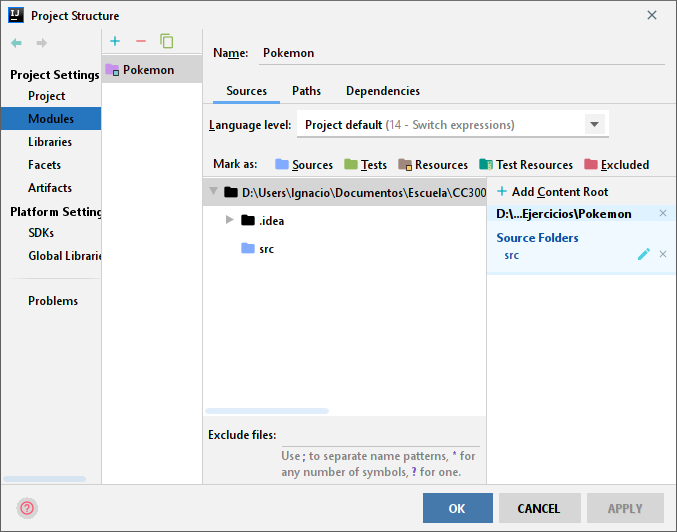 Project Structure
Project Settings
Project
Modules
Libraries
Facets
Artifacts
Platform Setting
SDKs
Global Librarie
Problems
Pokemon
Name: Pokemon
Sources Paths Dependencies
Language level: Project default (14 - Switch expressions)
Mark as: Sources Tests Resources Test Resources Excluded
D:\Users\Ignacio\Documentos\Escuela\CC300
.idea
src
+ Add Content Root
D:\...Ejercicios\Pokemon
Source Folders
src
Exclude files:
Use ; to separate name patterns, * for
any number of symbols, ? for one.
OK CANCEL APPLY